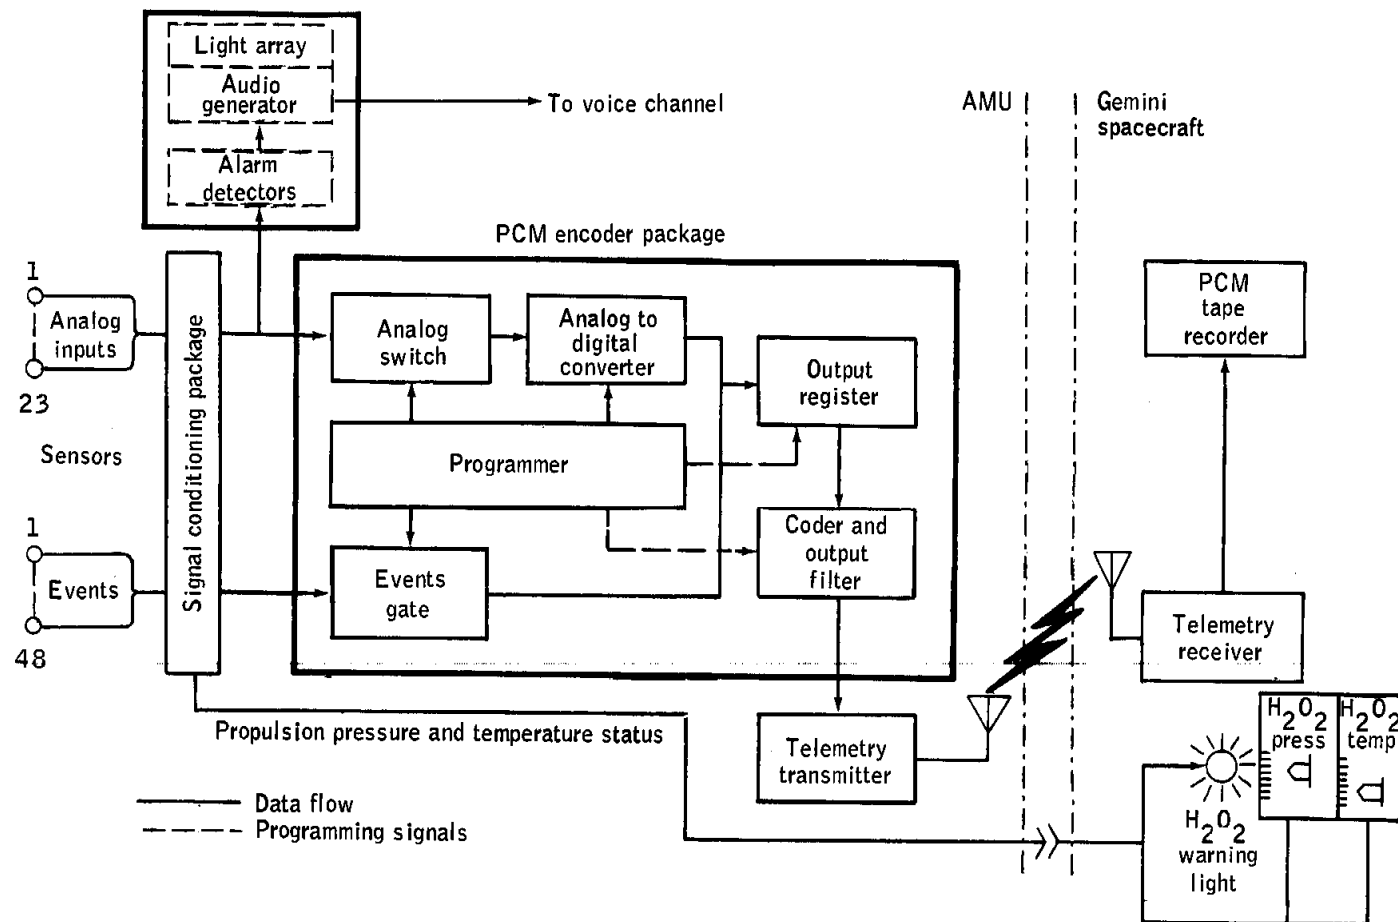 Light array
Audio
generator
To voice channel
Alarm
detectors
AMU
Gemini
spacecraft
PCM encoder package
1
Analog
inputs
23
Sensors
1
Events
48
Signal conditioning package
Analog
switch
Analog to
digital
converter
Output
register
Programmer
Events
gate
Coder and
output
filter
PCM
tape
recorder
Telemetry
receiver
Propulsion pressure and temperature status
Telemetry
transmitter
H2O2
press
H2O2
temp
H2O2
warning
light
Data flow
Programming signals